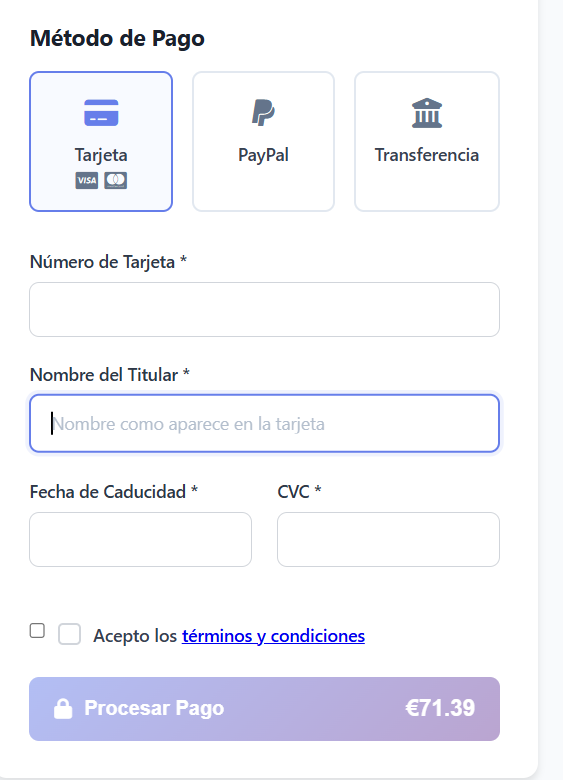 Método de Pago
Tarjeta
VISA
PayPal
Transferencia
Número de Tarjeta *
Nombre del Titular *
Nombre como aparece en la tarjeta
Fecha de Caducidad *
CVC *
Acepto los términos y condiciones
Procesar Pago
€71.39